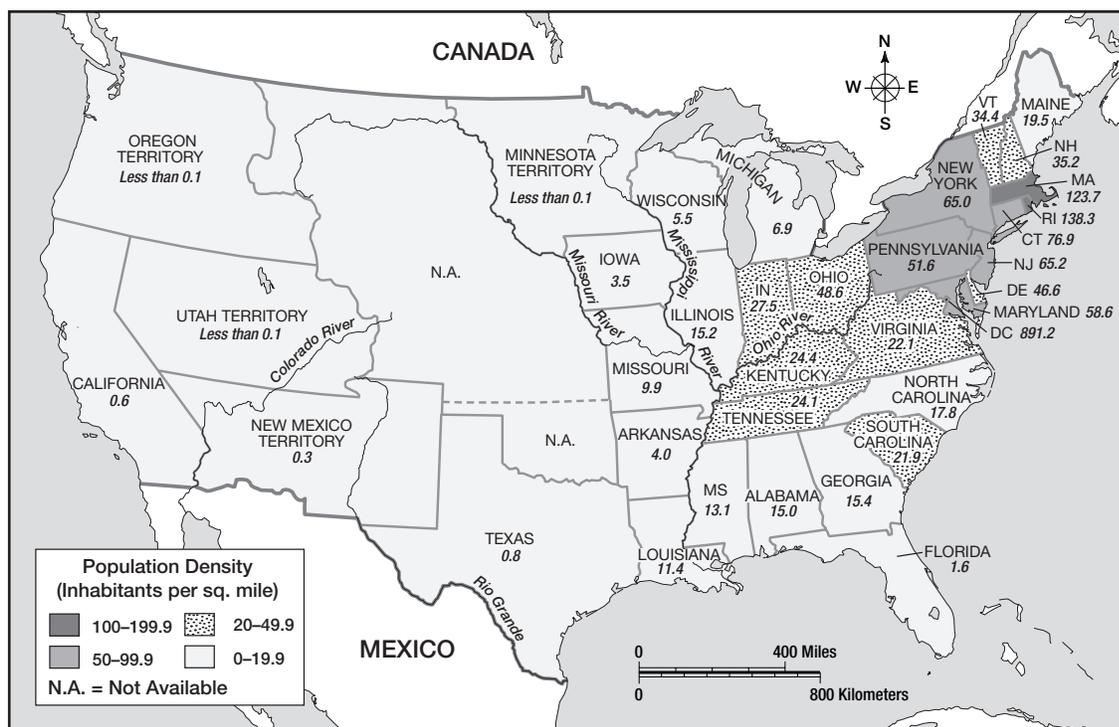 CANADA
N
W E
S
OREGON
TERRITORY
Less than 0.1
MINNESOTA
TERRITORY
Less than 0.1
WISCONSIN
5.5
MICHIGAN
6.9
VT
34.4
MAINE
19.5
NH
35.2
MA
123.7
RI 138.3
CT 76.9
NEW
YORK
65.0
PENNSYLVANIA
51.6
NJ 65.2
DE 46.6
MARYLAND 58.6
DC 891.2
N.A.
IOWA
3.5
Missouri River
Mississippi River
ILLINOIS
15.2
IN
27.5
OHIO
48.6
Ohio River
VIRGINIA
22.1
UTAH TERRITORY
Less than 0.1
Colorado River
CALIFORNIA
0.6
NEW MEXICO
TERRITORY
0.3
MISSOURI
9.9
24.4
KENTUCKY
24.1
TENNESSEE
NORTH
CAROLINA
17.8
SOUTH
CAROLINA
21.9
N.A.
ARKANSAS
4.0
MS
13.1
ALABAMA
15.0
GEORGIA
15.4
TEXAS
0.8
LOUISIANA
11.4
FLORIDA
1.6
Rio Grande
MEXICO
Population Density
(Inhabitants per sq. mile)
100–199.9 20–49.9
50–99.9 0–19.9
N.A. = Not Available
0 400 Miles
0 800 Kilometers